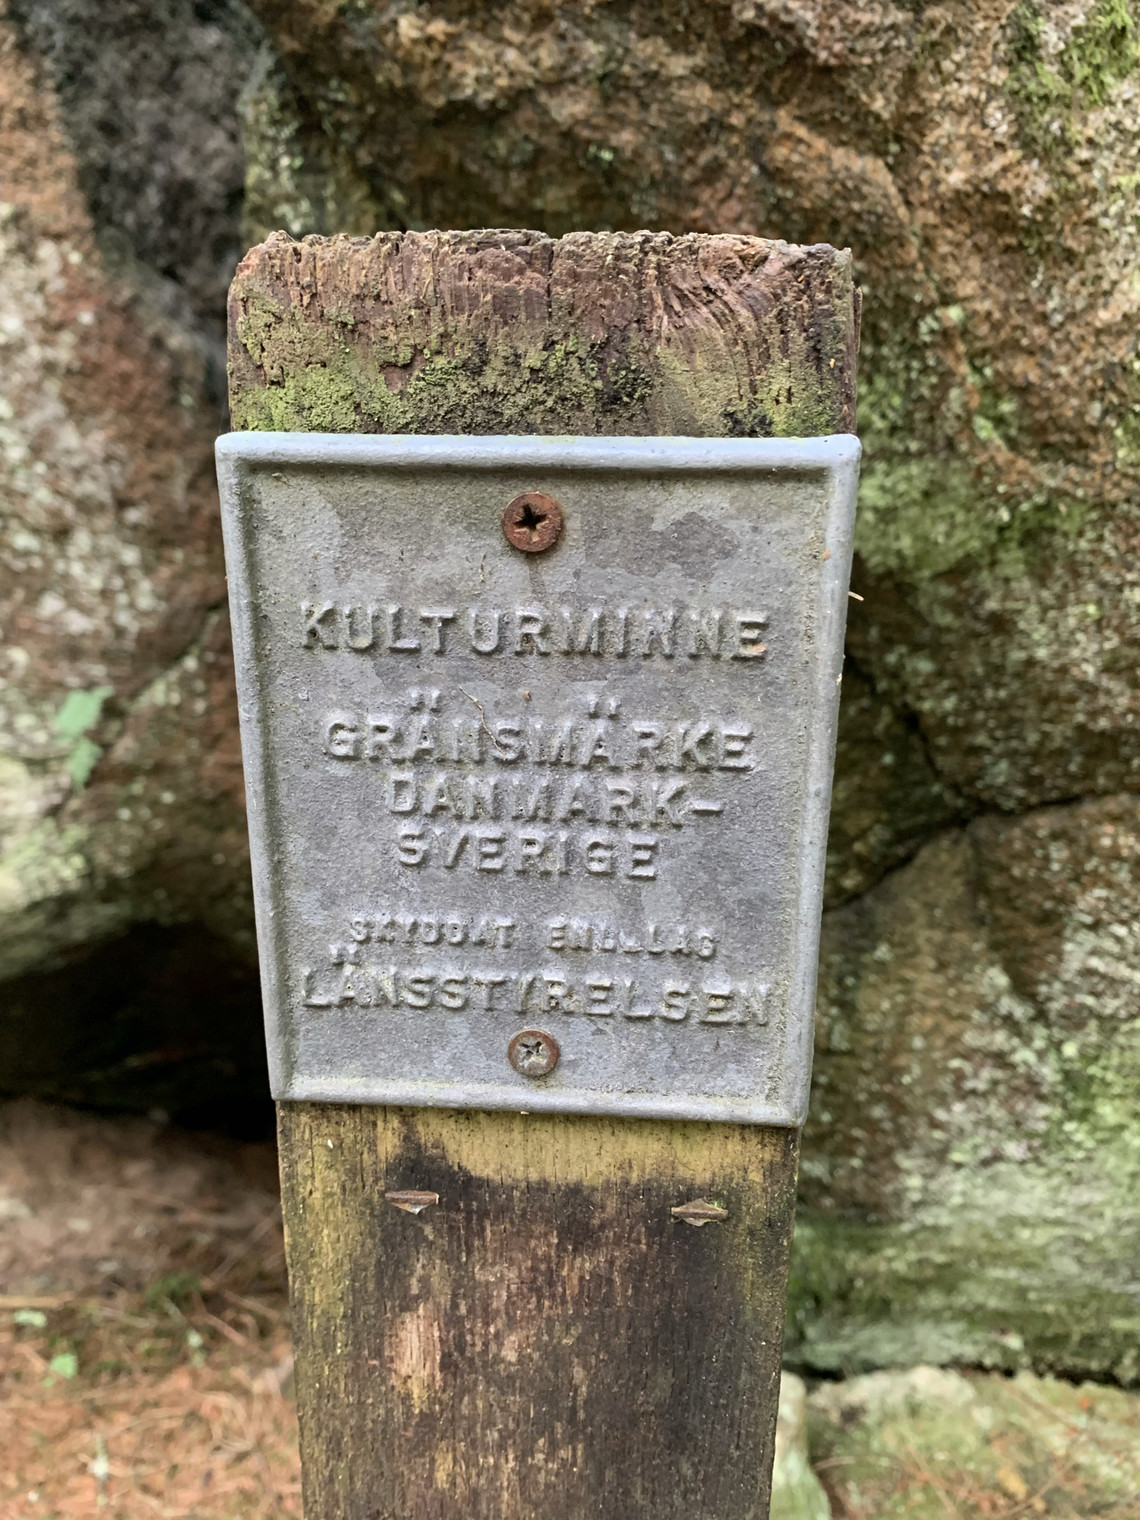 KULTURMINNE
GRÄNSMÄRKE
DANMARK-
SVERIGE
SKYDDAT ENL. LAG
LÄNSSTYRELSEN